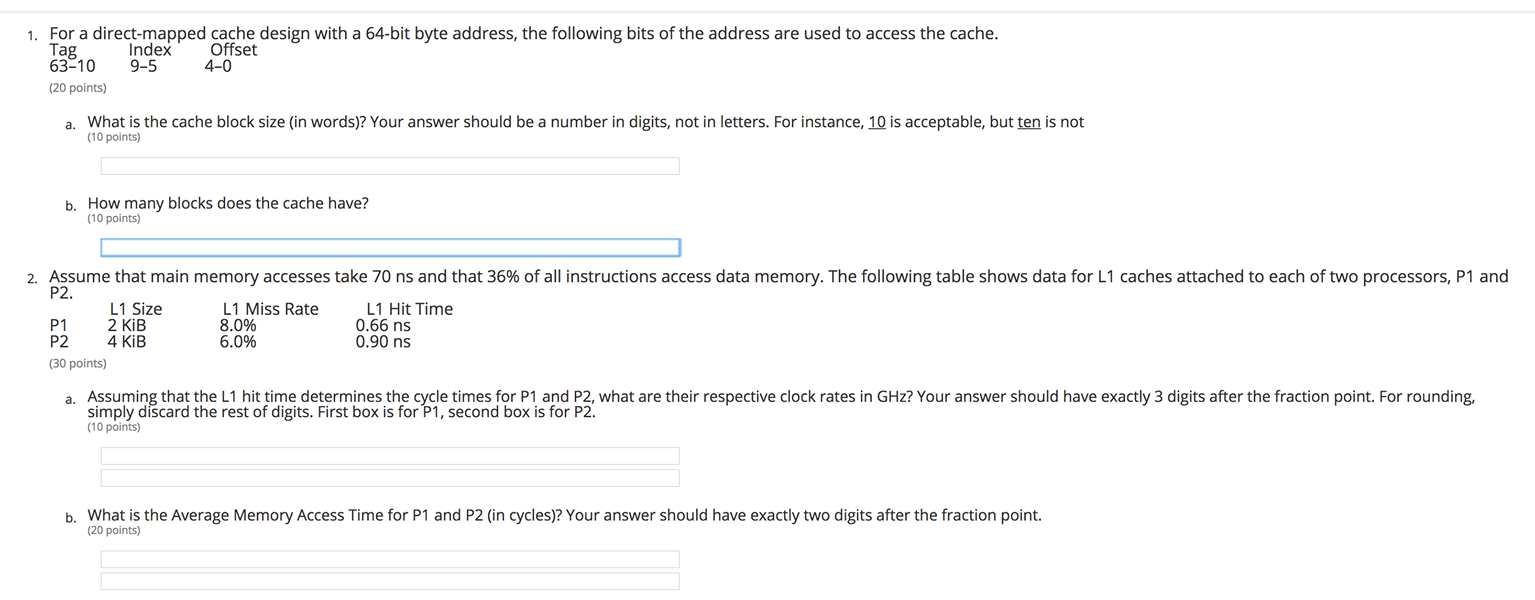 1. For a direct-mapped cache design with a 64-bit byte address, the following bits of the address are used to access the cache.
Tag Index Offset
63–10 9–5 4–0
(20 points)
a. What is the cache block size (in words)? Your answer should be a number in digits, not in letters. For instance, 10 is acceptable, but ten is not
(10 points)
b. How many blocks does the cache have?
(10 points)
2. Assume that main memory accesses take 70 ns and that 36% of all instructions access data memory. The following table shows data for L1 caches attached to each of two processors, P1 and
P2.
L1 Size L1 Miss Rate L1 Hit Time
P1 2 KiB 8.0% 0.66 ns
P2 4 KiB 6.0% 0.90 ns
(30 points)
a. Assuming that the L1 hit time determines the cycle times for P1 and P2, what are their respective clock rates in GHz? Your answer should have exactly 3 digits after the fraction point. For rounding,
simply discard the rest of digits. First box is for P1, second box is for P2.
(10 points)
b. What is the Average Memory Access Time for P1 and P2 (in cycles)? Your answer should have exactly two digits after the fraction point.
(20 points)